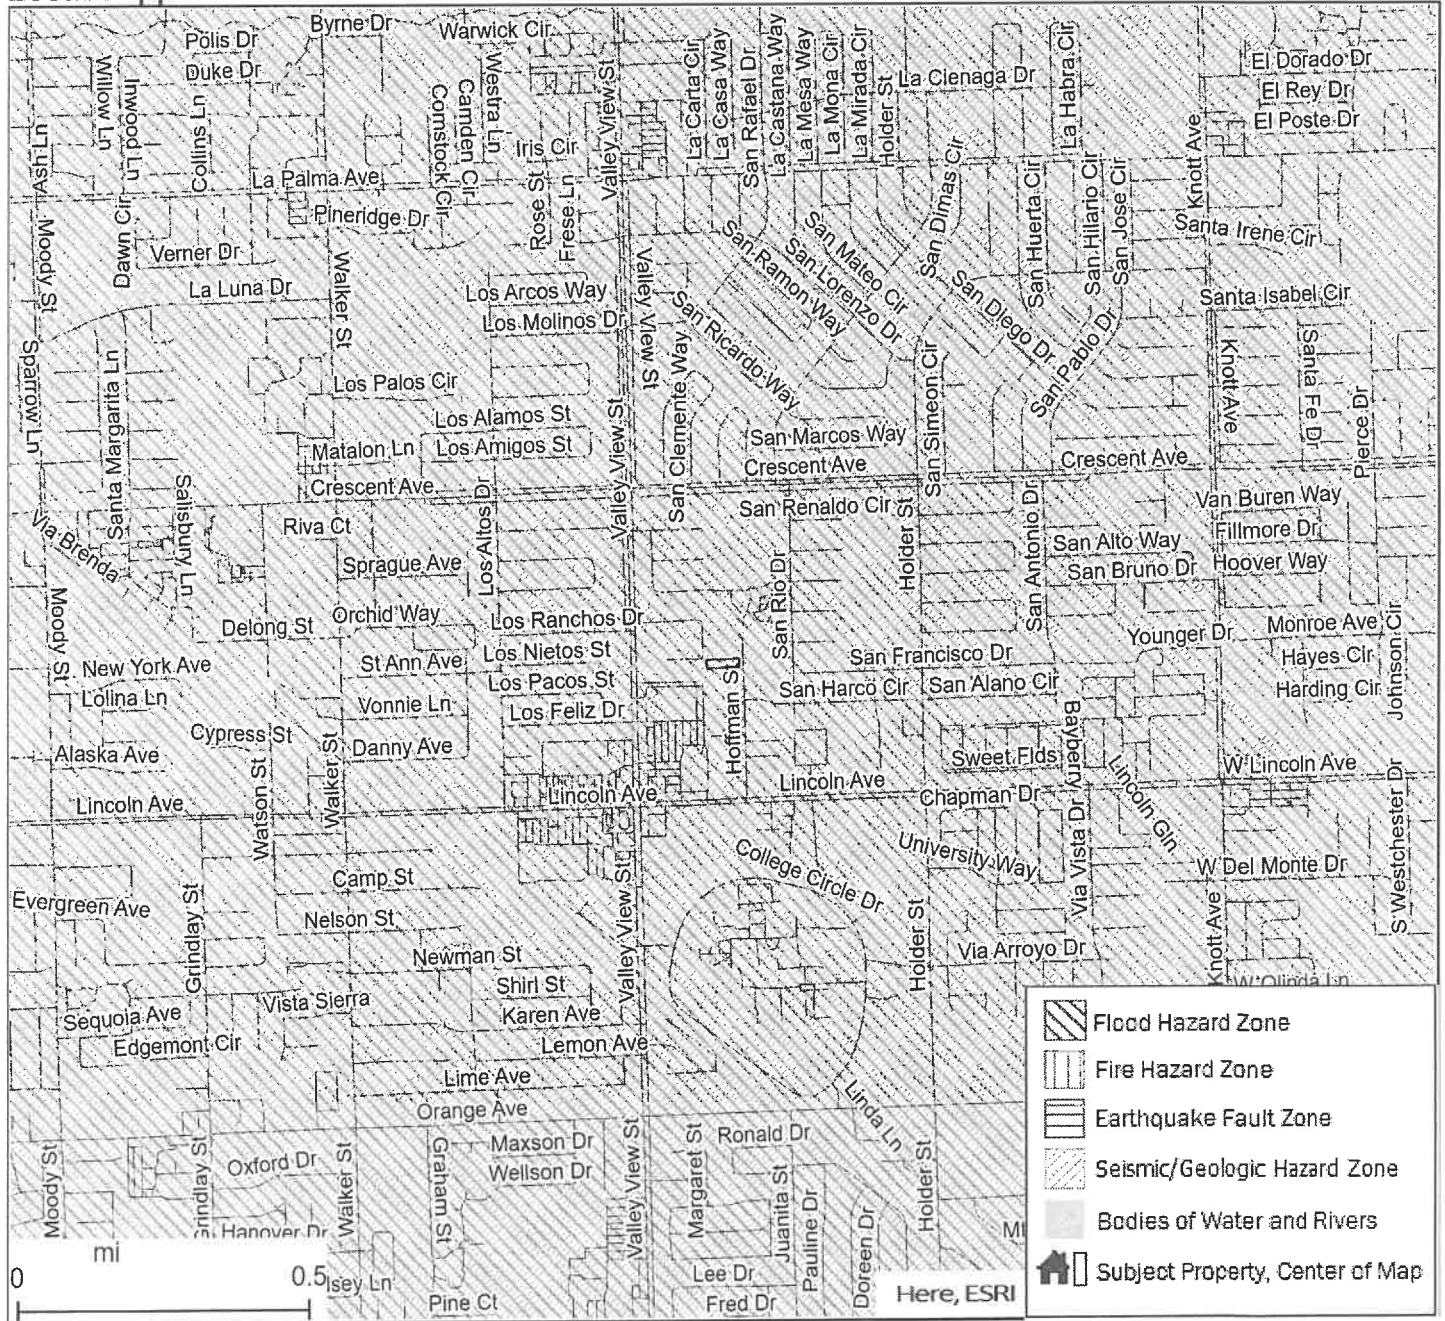 Byrne Dr
Warwick Cir
Polis Dr
Duke Dr
Willow Ln
Inwood Ln
Collins Ln
Ash Ln
Comstock Cir
Camden Cir
Westra Ln
Iris Cir
Valley View St
La Carta Cir
La Casa Way
San Rafael Dr
La Castana Way
La Mesa Way
La Mona Cir
La Mirada Cir
Holder St
La Cienaga Dr
La Habra Cir
El Dorado Dr
El Rey Dr
El Poste Dr
Knott Ave
La Palma Ave
Pineridge Dr
Rose St
Frese Ln
Moody St
Dawn Cir
Verner Dr
La Luna Dr
Walker St
Los Arcos Way
Los Molinos Dr
Valley View St
San Ramon Way
San Lorenzo Dr
San Mateo Cir
San Dimas Cir
San Diego Dr
San Huerta Cir
San Hilario Cir
San Jose Cir
Santa Irene Cir
Santa Isabel Cir
San Ricardo Way
San Pablo Dr
Sparrow Ln
Santa Margarita Ln
Los Palos Cir
Los Alamos St
Los Amigos St
Matalon Ln
Crescent Ave
Valley View St
San Clemente Way
San Marcos Way
Crescent Ave
San Simeon Cir
Crescent Ave
Knott Ave
Santa Fe Dr
Pierce Dr
Via Brenda
Salisbury Ln
Riva Ct
Sprague Ave
Los Altos Dr
San Renaldo Cir
San Rio Dr
Holder St
San Antonio Dr
San Alto Way
San Bruno Dr
Van Buren Way
Fillmore Dr
Hoover Way
Moody St
Delong St
Orchid Way
Los Ranchos Dr
St Ann Ave
Los Nietos St
Los Pacos St
Los Feliz Dr
Vonnie Ln
Danny Ave
New York Ave
Lolina Ln
Cypress St
Alaska Ave
Lincoln Ave
Watson St
Walker St
Lincoln Ave
Hoffman St
San Francisco Dr
San Harco Cir
San Alano Cir
Younger Dr
Monroe Ave
Hayes Cir
Harding Cir
Johnson Cir
Bayberry Dr
Sweet Flds
Lincoln Ave
Chapman Dr
Lincoln Gln
W Lincoln Ave
S Westchester Dr
University Way
Via Vista Dr
W Del Monte Dr
College Circle Dr
Camp St
Nelson St
Newman St
Evergreen Ave
Grindlay St
Valley View St
Holder St
Via Arroyo Dr
Knott Ave
W Olinda Ln
Shirl St
Karen Ave
Vista Sierra
Sequoia Ave
Edgemont Cir
Lemon Ave
Lime Ave
Orange Ave
Linda Ln
Moody St
Grindlay St
Oxford Dr
Hanover Dr
Walker St
Graham St
Maxson Dr
Wellson Dr
Valley View St
Margaret St
Ronald Dr
Juanita St
Pauline Dr
Doreen Dr
Holder St
Lee Dr
Fred Dr
Pine Ct
lsey Ln
mi
0 0.5
Here, ESRI
Flood Hazard Zone
Fire Hazard Zone
Earthquake Fault Zone
Seismic/Geologic Hazard Zone
Bodies of Water and Rivers
Subject Property, Center of Map